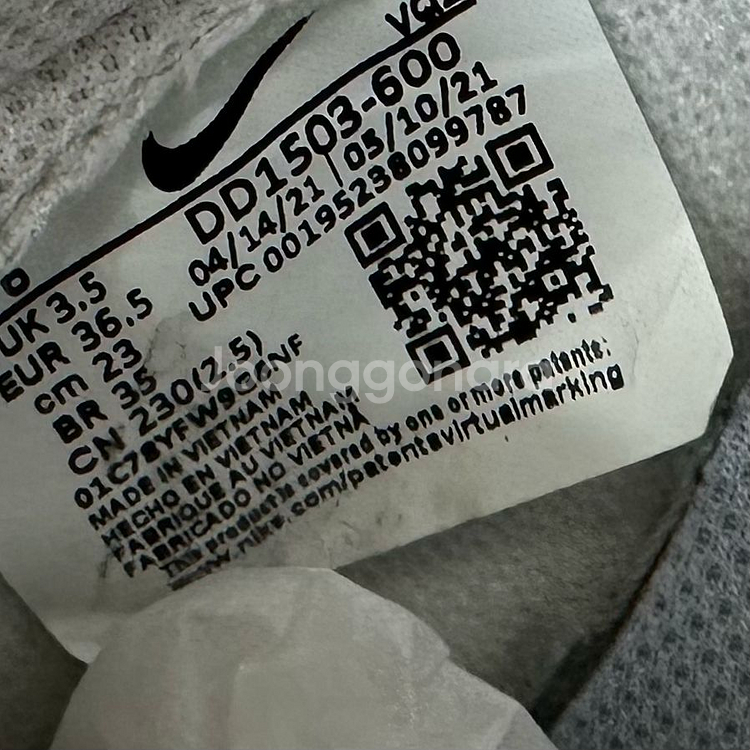 DD1503-600
04/14/21 05/10/21
UPC 00195238099787
UK 3.5
EUR 36.5
cm 23
BR 35
CN 230(2.5)
MADE IN VIETNAM
HECHO EN VIETNAM
FABRIQUE AU VIETNAM
FABRICADO NO VIETNA
This product is covered by one or more patents:
nike.com/patentsvirtualmarking